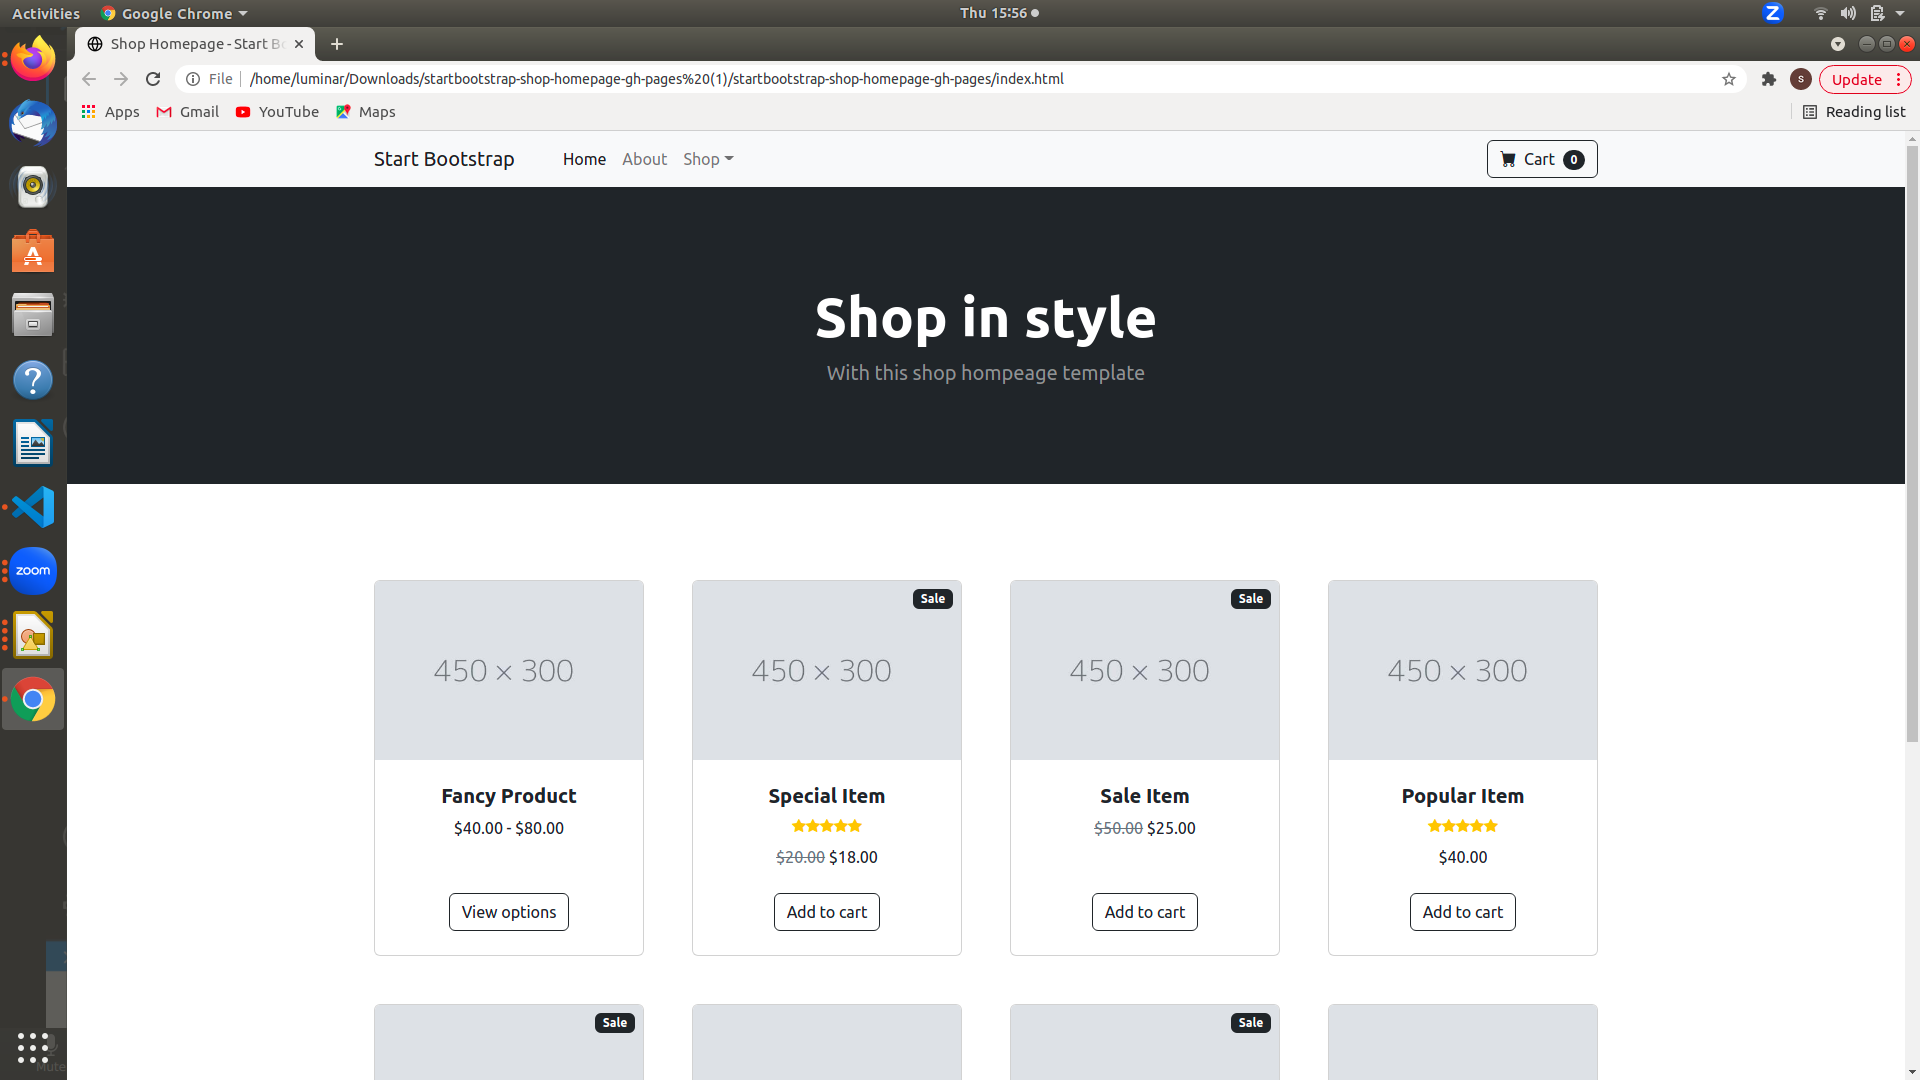 Activities Google Chrome Thu 15:56
Shop Homepage - Start B
File /home/luminar/Downloads/startbootstrap-shop-homepage-gh-pages%20(1)/startbootstrap-shop-homepage-gh-pages/index.html S Update
Apps Gmail YouTube Maps Reading list
Start Bootstrap Home About Shop Cart 0
Shop in style
With this shop hompeage template
Sale Sale
450 × 300 450 × 300 450 × 300 450 × 300
Fancy Product Special Item Sale Item Popular Item
$40.00 - $80.00 $50.00 $25.00
$20.00 $18.00 $40.00
View options Add to cart Add to cart Add to cart
Sale Sale
zoom
Mute